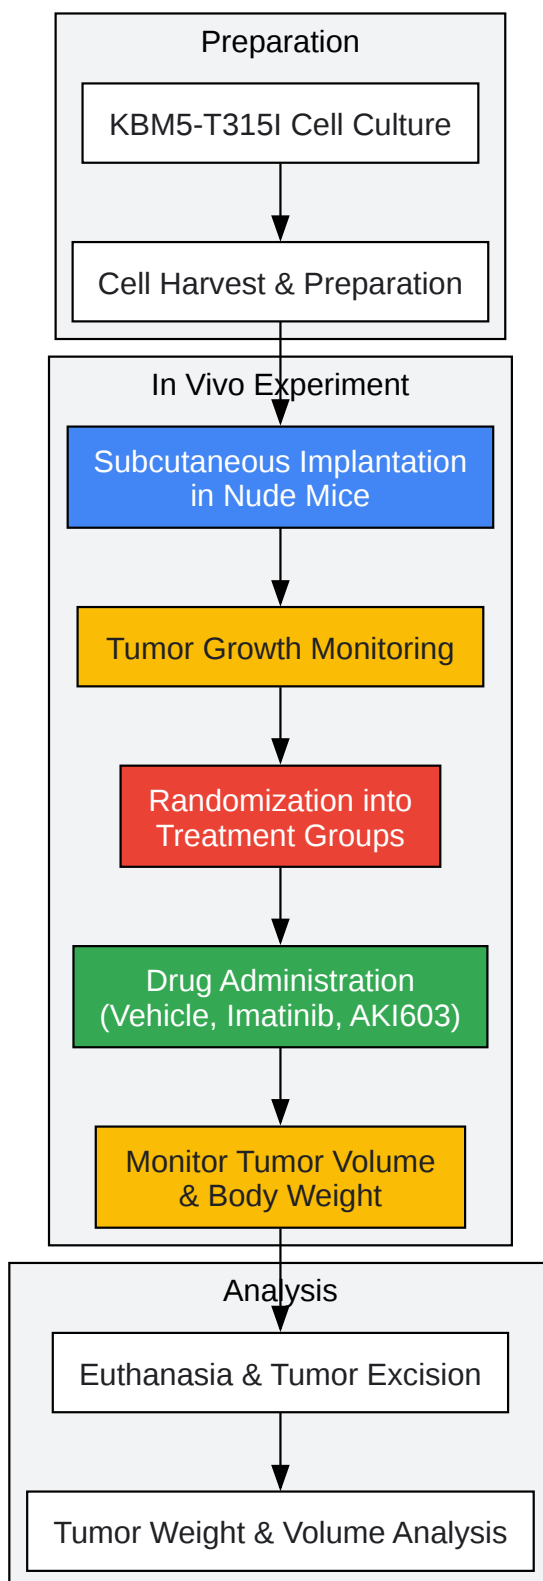 Preparation
KBM5-T315I Cell Culture
Cell Harvest & Preparation
In Vivo Experiment
Subcutaneous Implantation
in Nude Mice
Tumor Growth Monitoring
Randomization into
Treatment Groups
Drug Administration
(Vehicle, Imatinib, AKI603)
Monitor Tumor Volume
& Body Weight
Analysis
Euthanasia & Tumor Excision
Tumor Weight & Volume Analysis